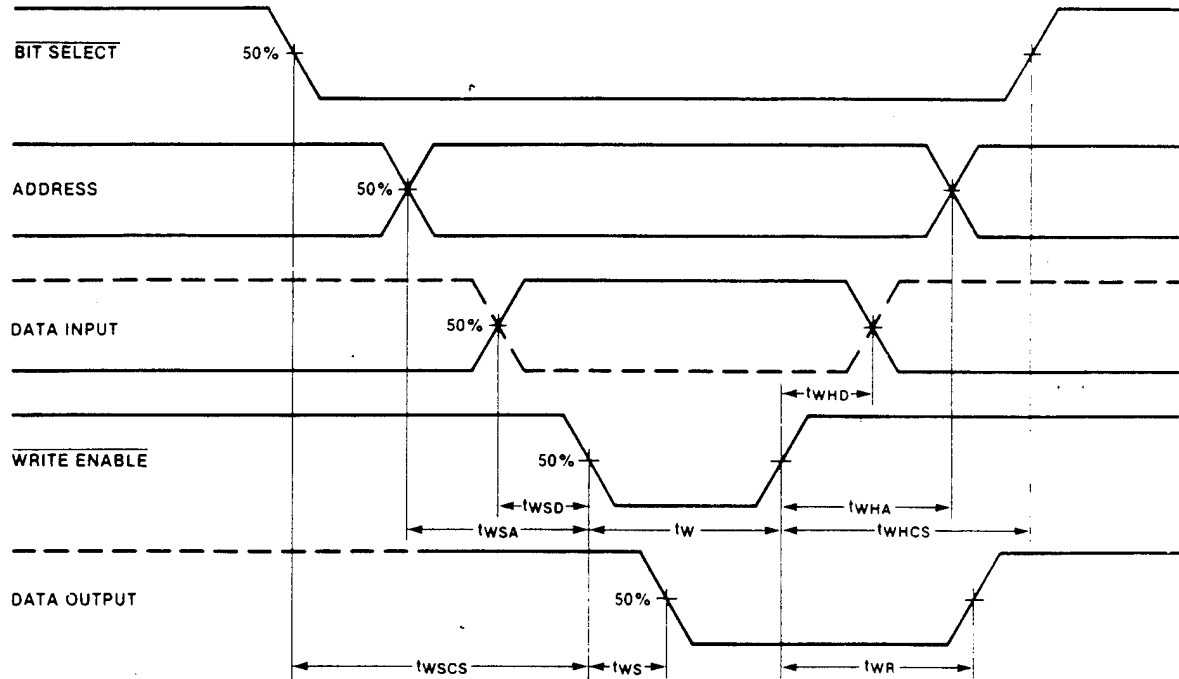 BIT SELECT
50%
ADDRESS
50%
DATA INPUT
50%
tWHD
WRITE ENABLE
50%
tWSD
tWHA
tWSA
tW
tWHCS
DATA OUTPUT
50%
tWSCS
tWS
tWR